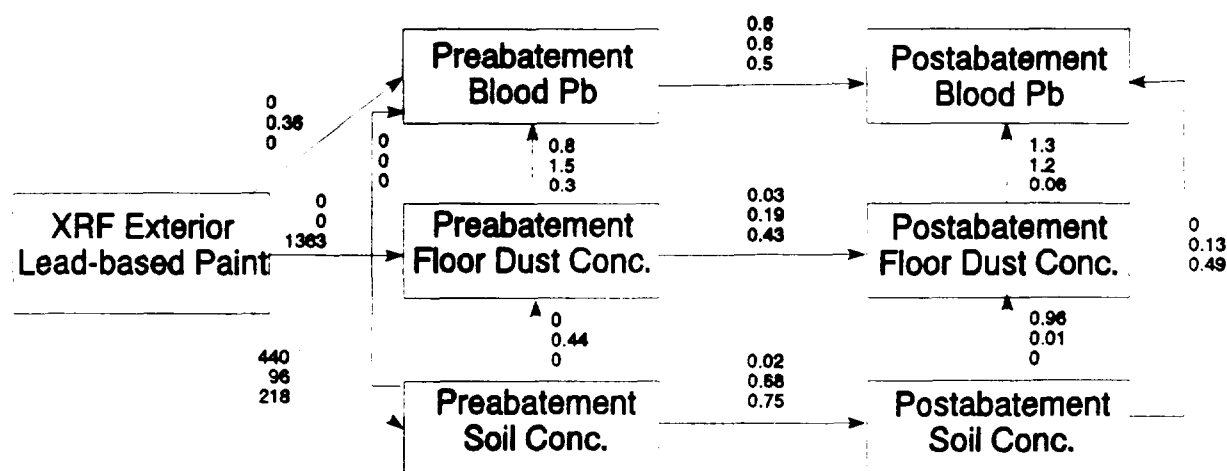 0.6
0.6
0.5
Preabatement
Blood Pb
Postabatement
Blood Pb
0
0.36
0
0
0
0
0.8
1.5
0.3
1.3
1.2
0.06
XRF Exterior
Lead-based Paint
0
0
1363
Preabatement
Floor Dust Conc.
0.03
0.19
0.43
Postabatement
Floor Dust Conc.
0
0.13
0.49
0
0.44
0
0.96
0.01
0
440
96
218
Preabatement
Soil Conc.
0.02
0.68
0.75
Postabatement
Soil Conc.